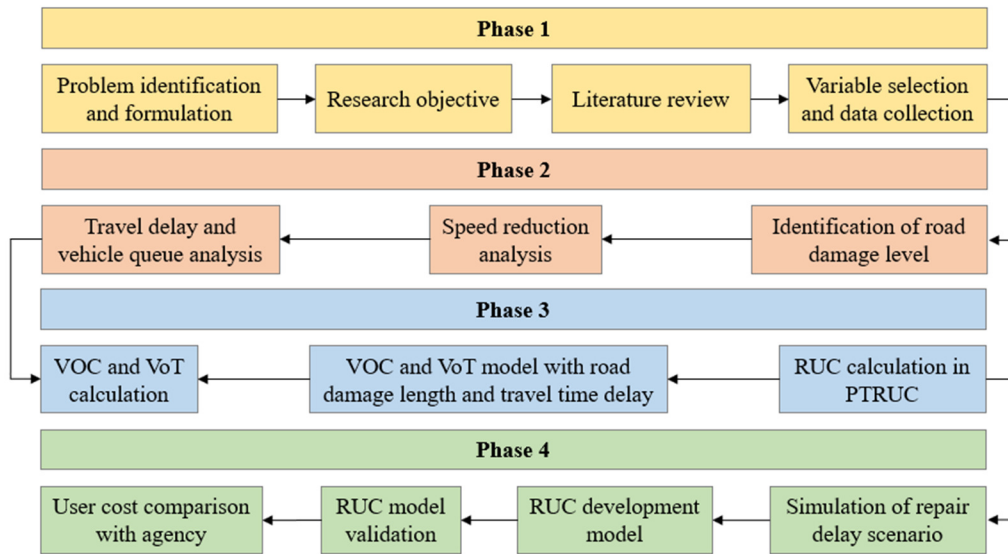 Phase 1
Problem identification
and formulation
Research objective
Literature review
Variable selection
and data collection
Phase 2
Travel delay and
vehicle queue analysis
Speed reduction
analysis
Identification of road
damage level
Phase 3
VOC and VoT
calculation
VOC and VoT model with road
damage length and travel time delay
RUC calculation in
PTRUC
Phase 4
User cost comparison
with agency
RUC model
validation
RUC development
model
Simulation of repair
delay scenario